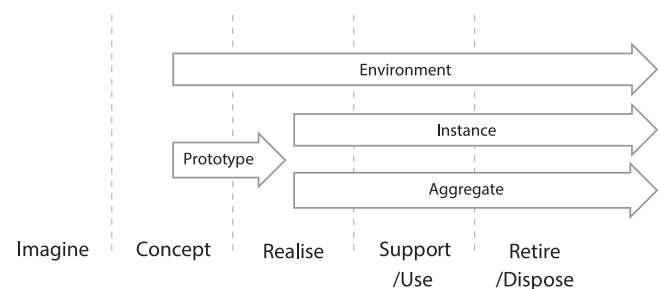 Environment
Instance
Prototype
Aggregate
Imagine
Concept
Realise
Support
/Use
Retire
/Dispose